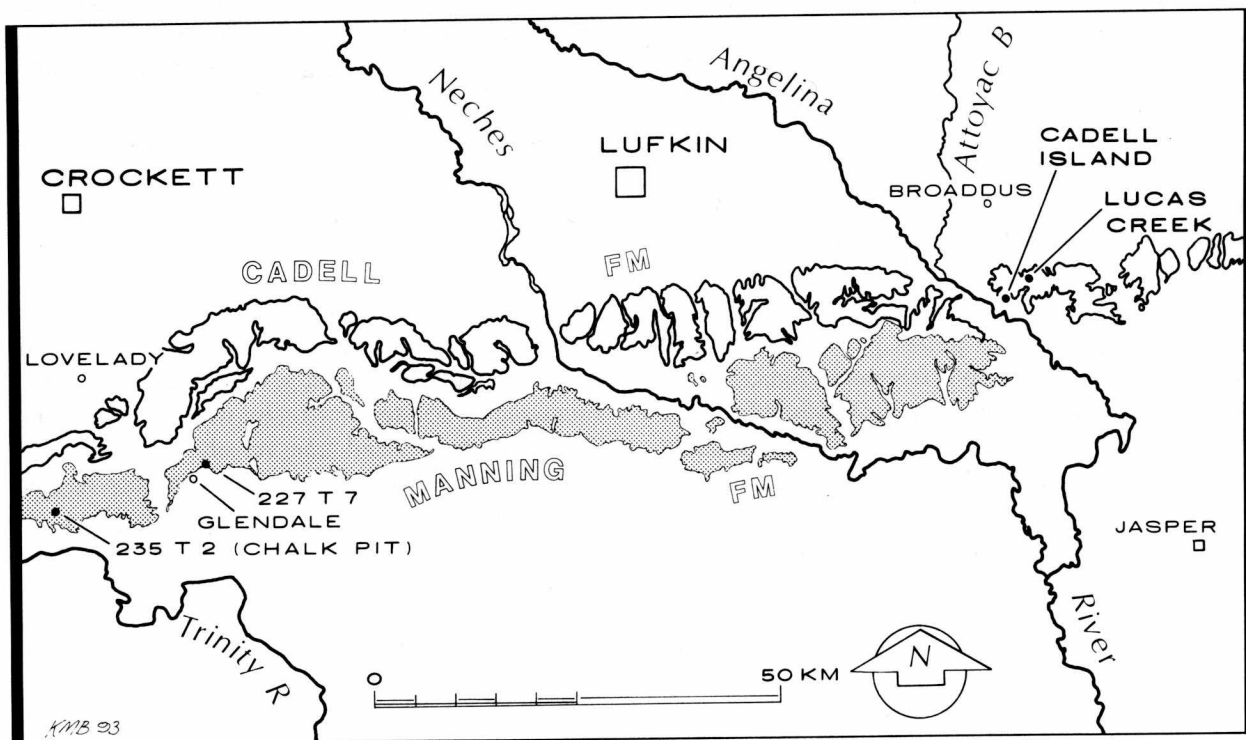 Neches
Angelina
Attoyac B
CADELL
ISLAND
LUFKIN
CROCKETT
BROADDUS
LUCAS
CREEK
CADELL
FM
LOVELADY
MANNING
FM
227 T 7
GLENDALE
235 T 2 (CHALK PIT)
JASPER
Trinity R
River
O
50 KM
N
KMB 93